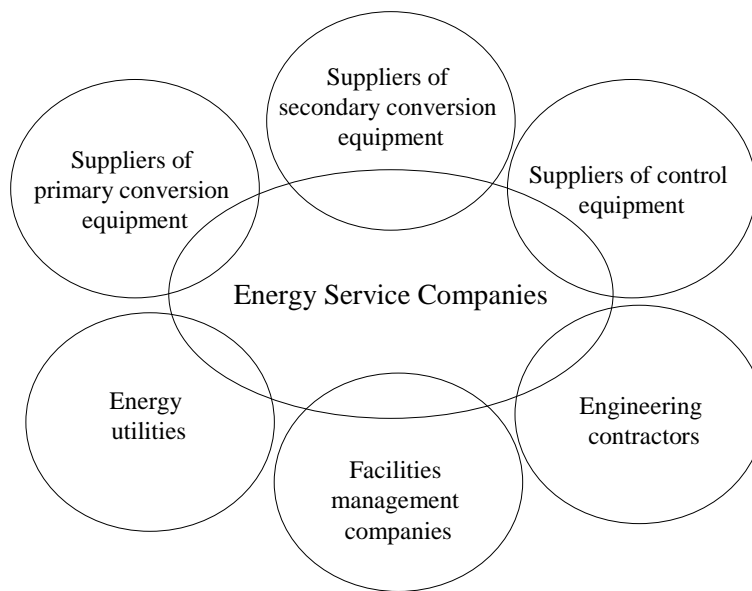 Suppliers of
secondary conversion
equipment
Suppliers of
primary conversion
equipment
Suppliers of control
equipment
Energy Service Companies
Energy
utilities
Engineering
contractors
Facilities
management
companies